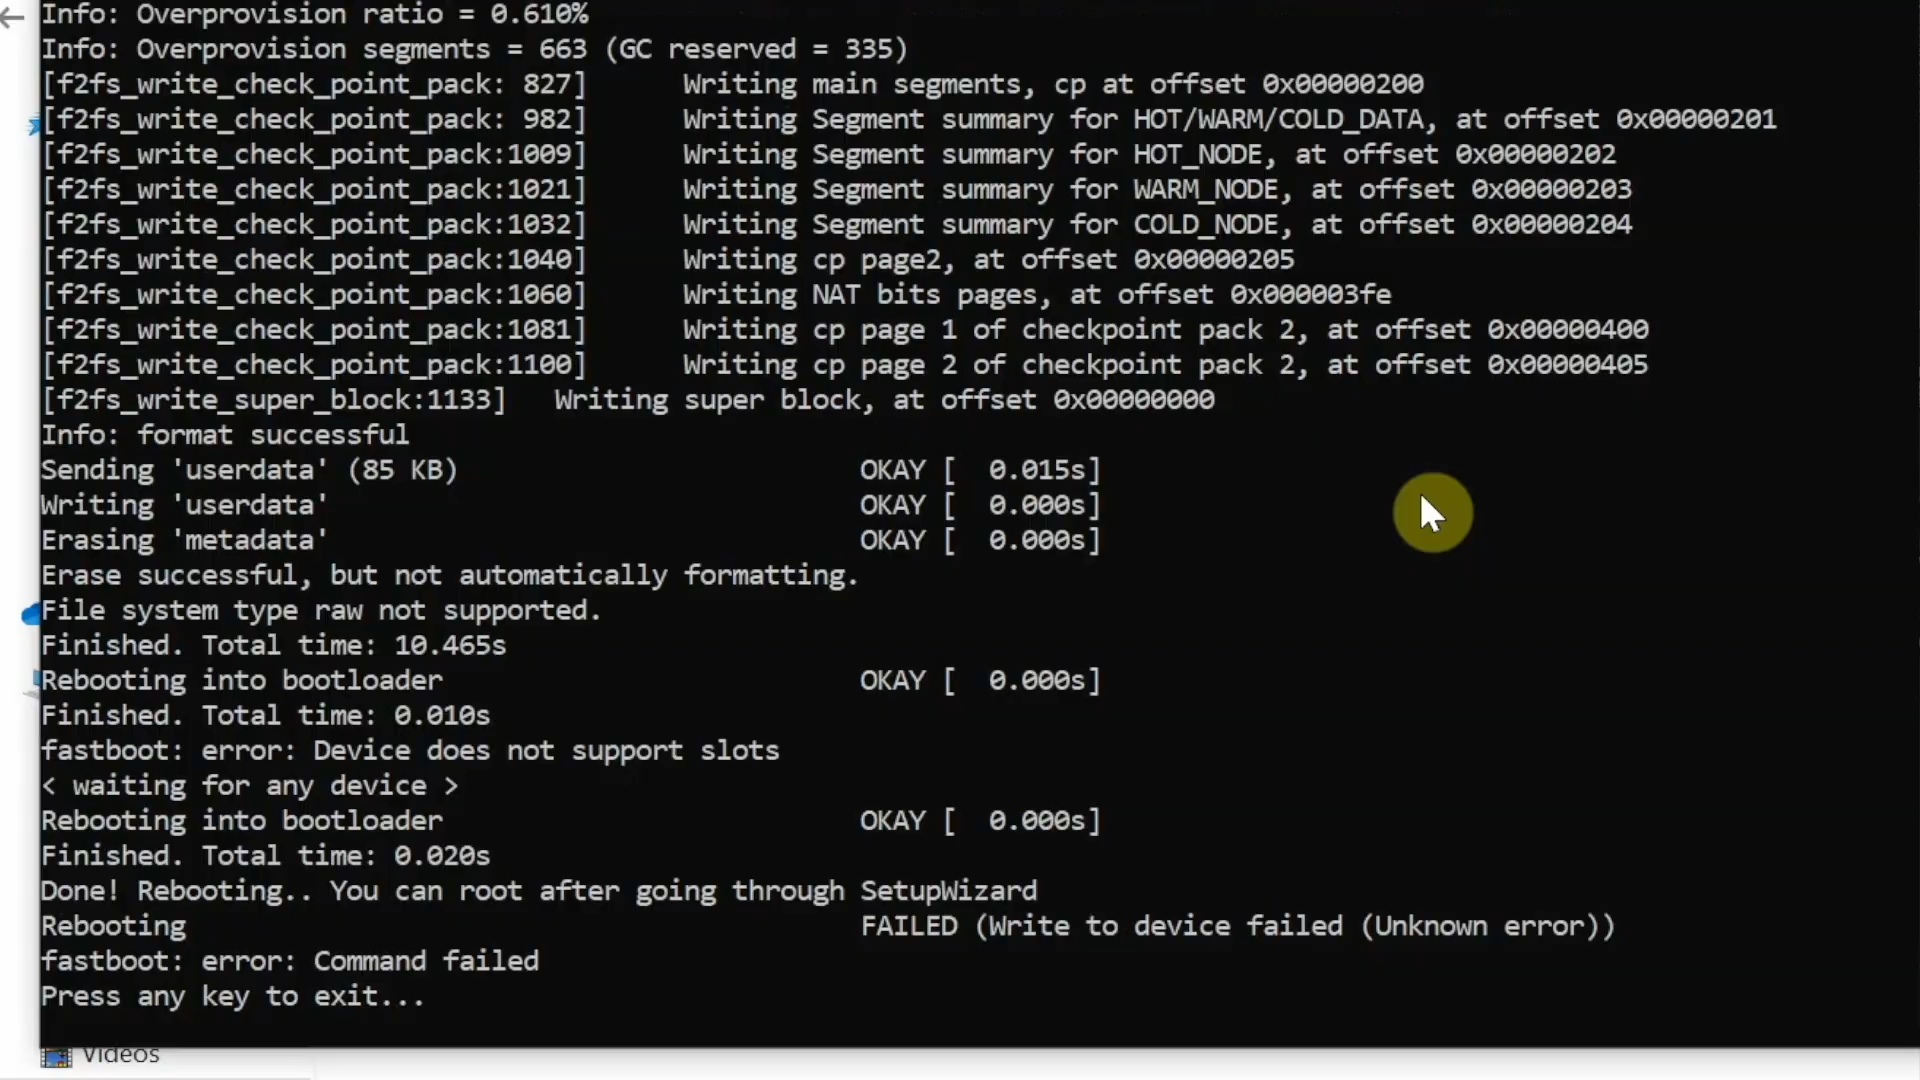 Info: Overprovision ratio = 0.610%
Info: Overprovision segments = 663 (GC reserved = 335)
[f2fs_write_check_point_pack: 827]      Writing main segments, cp at offset 0x00000200
[f2fs_write_check_point_pack: 982]      Writing Segment summary for HOT/WARM/COLD_DATA, at offset 0x00000201
[f2fs_write_check_point_pack:1009]      Writing Segment summary for HOT_NODE, at offset 0x00000202
[f2fs_write_check_point_pack:1021]      Writing Segment summary for WARM_NODE, at offset 0x00000203
[f2fs_write_check_point_pack:1032]      Writing Segment summary for COLD_NODE, at offset 0x00000204
[f2fs_write_check_point_pack:1040]      Writing cp page2, at offset 0x00000205
[f2fs_write_check_point_pack:1060]      Writing NAT bits pages, at offset 0x000003fe
[f2fs_write_check_point_pack:1081]      Writing cp page 1 of checkpoint pack 2, at offset 0x00000400
[f2fs_write_check_point_pack:1100]      Writing cp page 2 of checkpoint pack 2, at offset 0x00000405
[f2fs_write_super_block:1133]   Writing super block, at offset 0x00000000
Info: format successful
Sending 'userdata' (85 KB)                         OKAY [  0.015s]
Writing 'userdata'                                 OKAY [  0.000s]
Erasing 'metadata'                                 OKAY [  0.000s]
Erase successful, but not automatically formatting.
File system type raw not supported.
Finished. Total time: 10.465s
Rebooting into bootloader                          OKAY [  0.000s]
Finished. Total time: 0.010s
fastboot: error: Device does not support slots
< waiting for any device >
Rebooting into bootloader                          OKAY [  0.000s]
Finished. Total time: 0.020s
Done! Rebooting.. You can root after going through SetupWizard
Rebooting                                          FAILED (Write to device failed (Unknown error))
fastboot: error: Command failed
Press any key to exit...
Videos